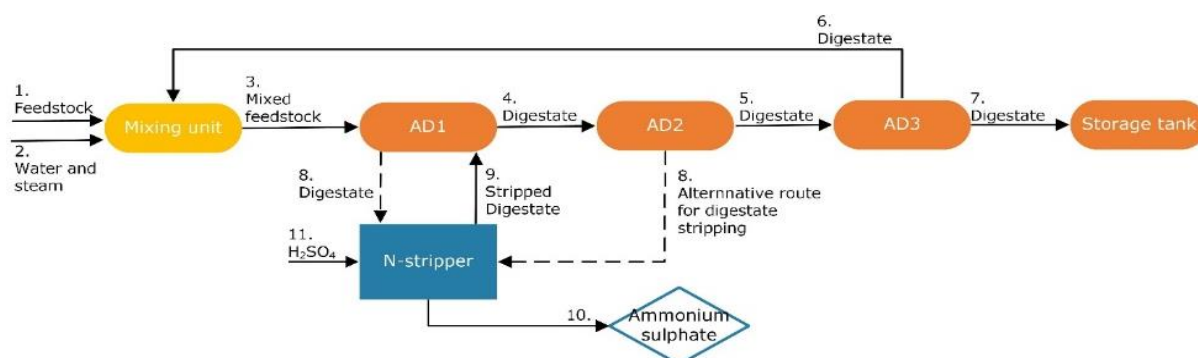 6.
Digestate
1.
Feedstock
Mixing unit
3.
Mixed
feedstock
AD1
4.
Digestate
AD2
5.
Digestate
AD3
7.
Digestate
Storage tank
2.
Water and
steam
8.
Digestate
9.
Stripped
Digestate
8.
Alternnative route
for digestate
stripping
11.
H₂SO₄
N-stripper
10.
Ammonium
sulphate